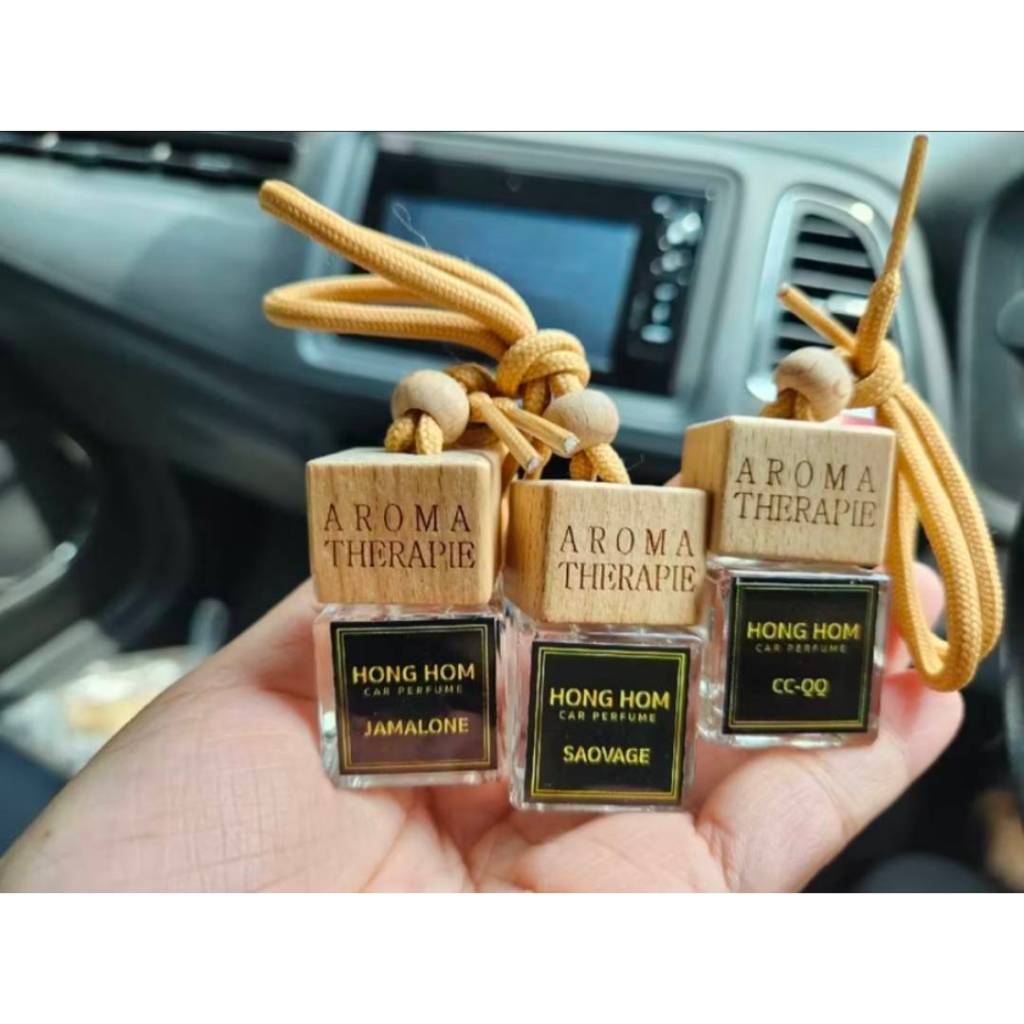 AROMA
THERAPIE
HONG HOM
CAR PERFUME
JAMALONE
AROMA
THERAPIE
HONG HOM
CAR PERFUME
SAOVAGE
AROMA
THERAPIE
HONG HOM
CAR PERFUME
CC-QQ